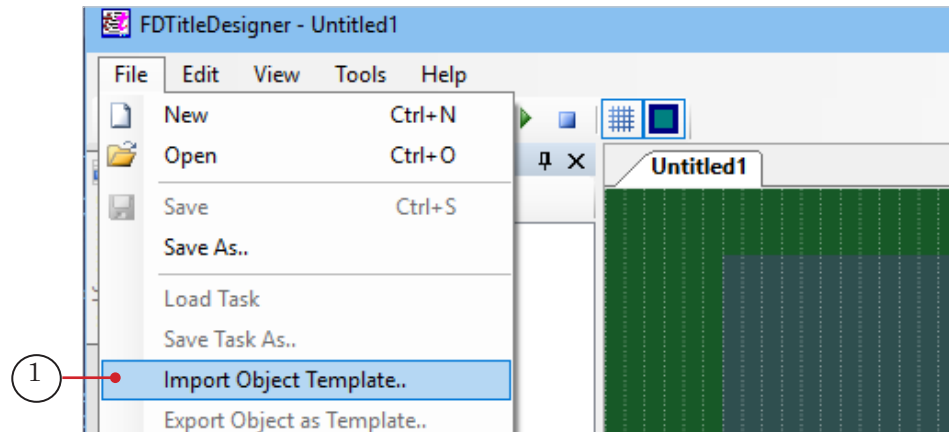 FDTitleDesigner - Untitled1
File Edit View Tools Help
New Ctrl+N
Open Ctrl+O
Untitled1
Save Ctrl+S
Save As..
Load Task
Save Task As..
1 Import Object Template..
Export Object as Template..